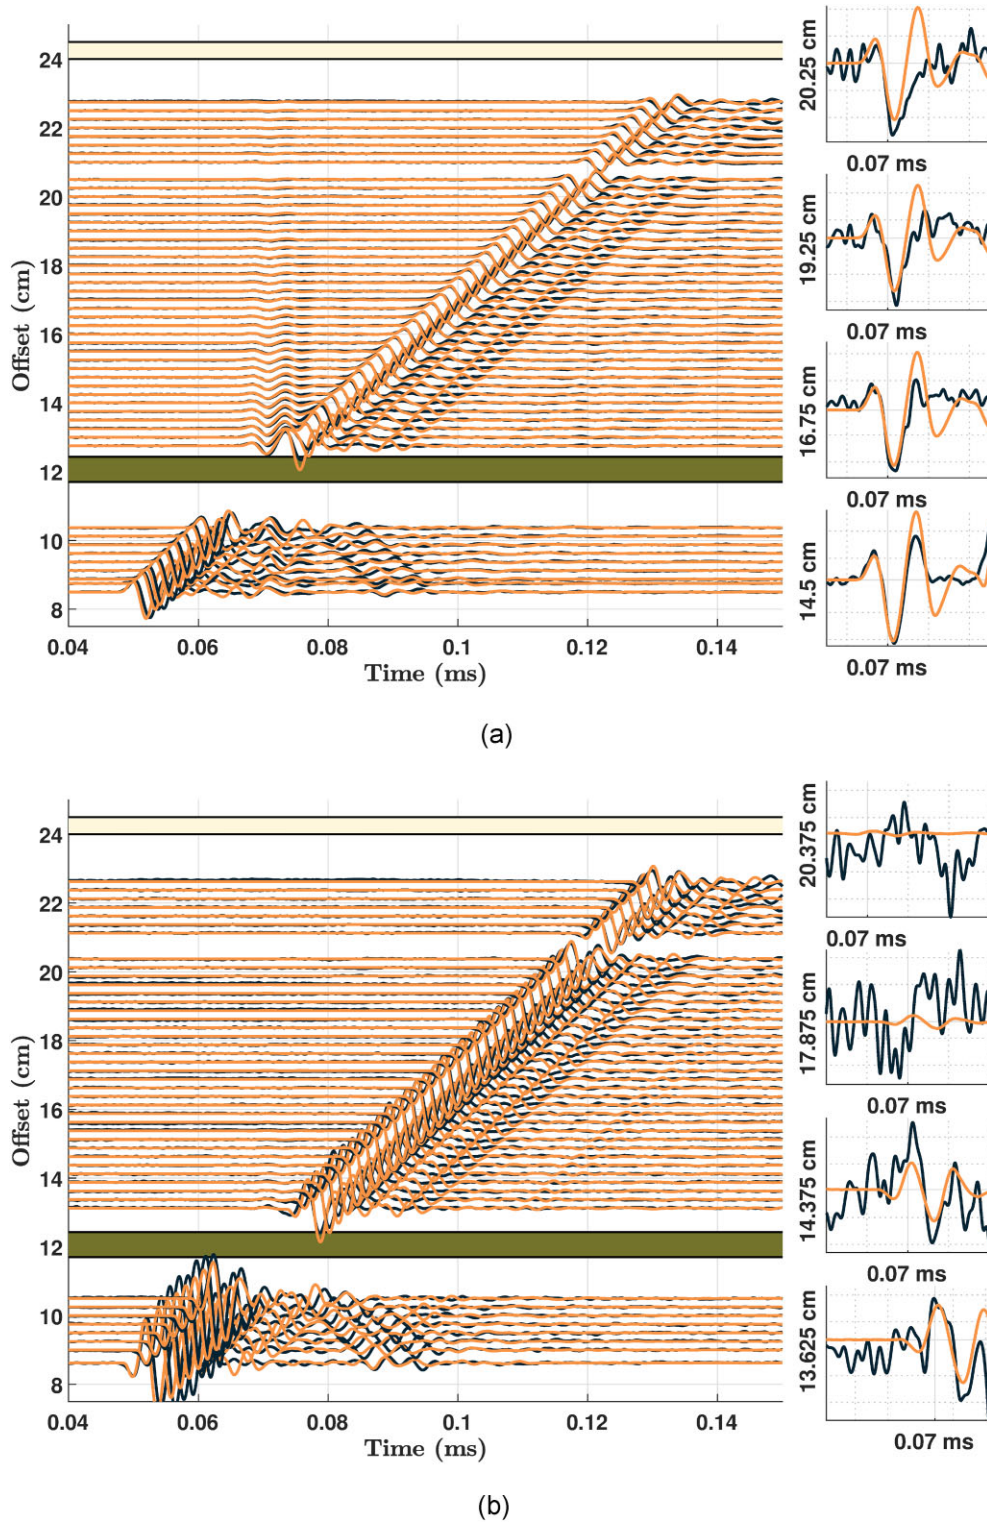 24
22
20
18
16
14
12
10
8
Offset (cm)
0.04
0.06
0.08
0.1
0.12
0.14
Time (ms)
20.25 cm
0.07 ms
19.25 cm
0.07 ms
16.75 cm
0.07 ms
14.5 cm
0.07 ms
(a)
24
22
20
18
16
14
12
10
8
Offset (cm)
0.04
0.06
0.08
0.1
0.12
0.14
Time (ms)
20.375 cm
0.07 ms
17.875 cm
0.07 ms
14.375 cm
0.07 ms
13.625 cm
0.07 ms
(b)